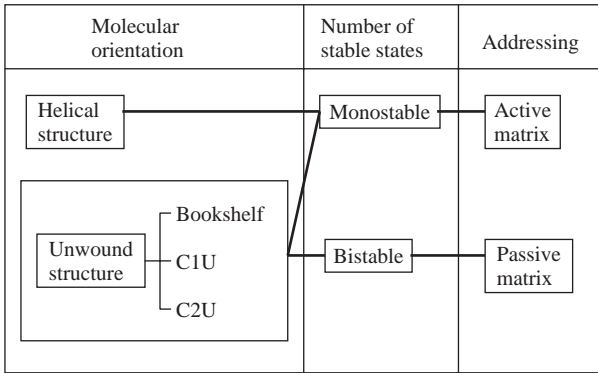 Molecular
orientation
Number of
stable states
Addressing
Helical
structure
Monostable
Active
matrix
Unwound
structure
Bookshelf
C1U
C2U
Bistable
Passive
matrix